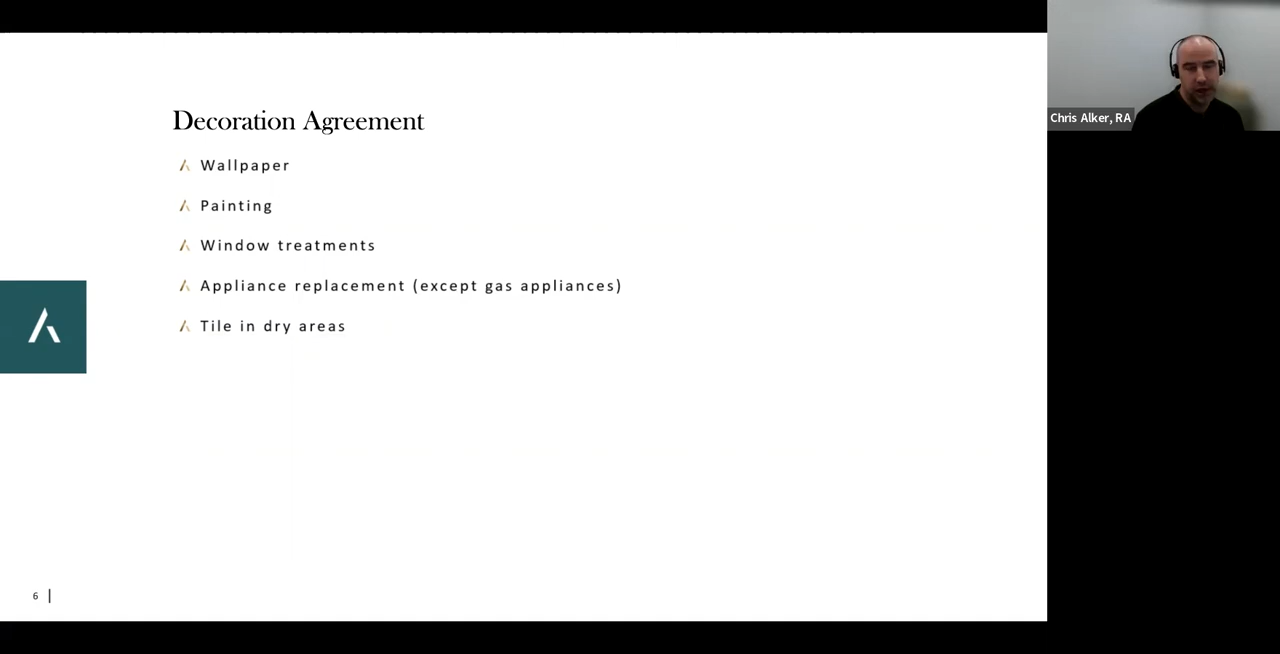 Decoration Agreement
Wallpaper
Painting
Window treatments
Appliance replacement (except gas appliances)
Tile in dry areas
6 |
Chris Alker, RA